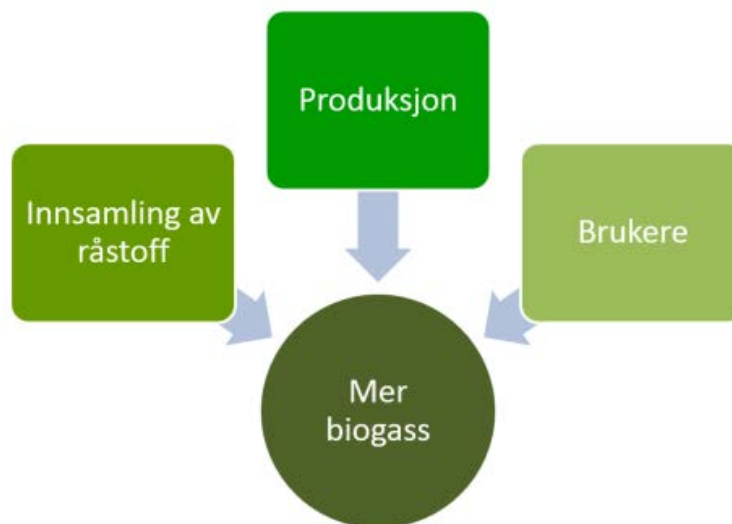 Produksjon
Innsamling av
råstoff
Brukere
Mer
biogass